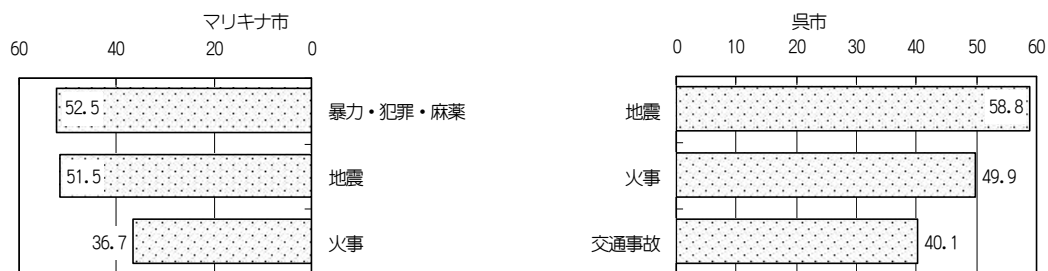 マリキナ市
60 40 20 0
52.5 暴力・犯罪・麻薬
51.5 地震
36.7 火事
呉市
0 10 20 30 40 50 60
地震 58.8
火事 49.9
交通事故 40.1